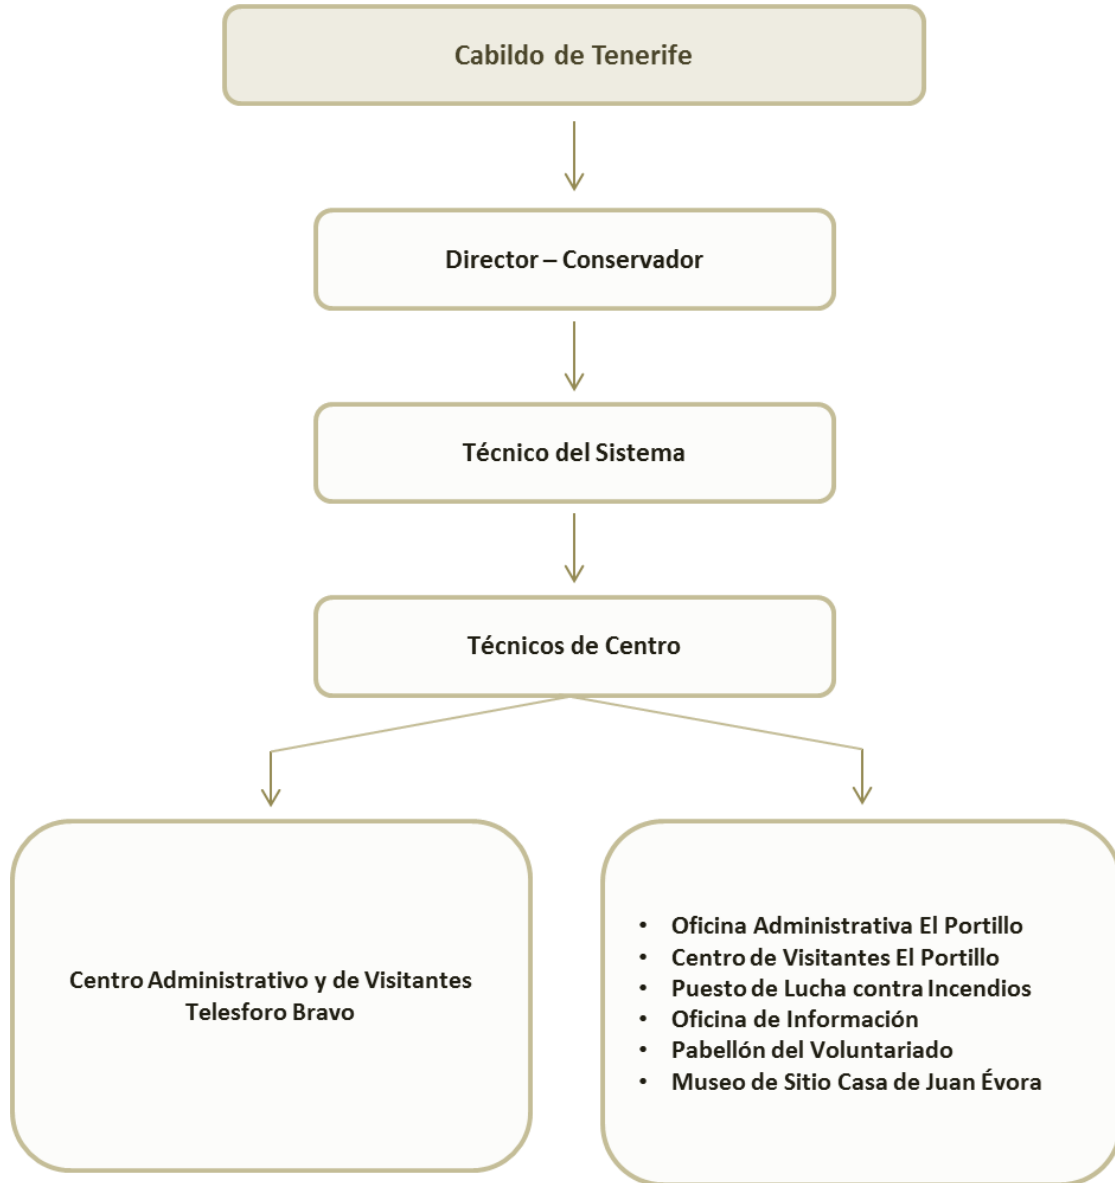 Cabildo de Tenerife
Director – Conservador
Técnico del Sistema
Técnicos de Centro
Centro Administrativo y de Visitantes
Telesforo Bravo
• Oficina Administrativa El Portillo
• Centro de Visitantes El Portillo
• Puesto de Lucha contra Incendios
• Oficina de Información
• Pabellón del Voluntariado
• Museo de Sitio Casa de Juan Évora